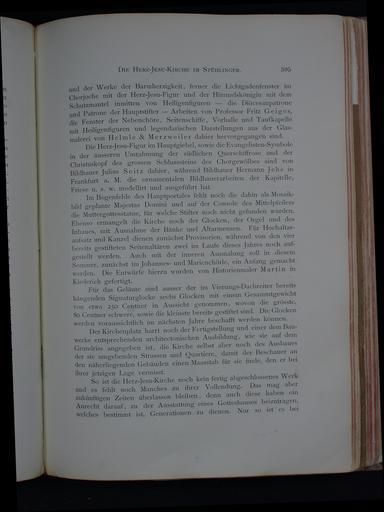 Die Herz-Jesu-Kirche in Stühlinger. 395
und der Werke der Barmherzigkeit, ferner die Lichtgadenfenster im
Chorjoche mit der Herz-Jesu-Figur und der Himmelskönigin mit dem
Schutzmantel inmitten von Heiligenfiguren — die Diöcesanpatrone
und Patrone der Hauptstifter — Arbeiten von Professor Fritz Geiges,
die Fenster der Nebenchöre, Seitenschiffe, Vorhalle und Taufkapelle
mit Heiligenfiguren und legendarischen Darstellungen aus der Glas-
malerei von Helmle & Merzweiler dahier hervorgegangen sind.
Die Herz-Jesu-Figur im Hauptgiebel, sowie die Evangelisten-Symbole
in der äusseren Umrahmung der südlichen Querschiffrose und der
Christuskopf des grossen Schlusssteins des Chorgewölbes sind von
Bildhauer Julius Seitz dahier, während Bildhauer Hermann Jehs in
Frankfurt a. M. die ornamentalen Bildhauerarbeiten der Kapitelle,
Friese u. s. w. modellirt und ausgeführt hat.
Im Bogenfelde des Hauptportales fehlt noch die dahin als Mosaik-
bild geplante Majestas Domini und auf der Console des Mittelpfeilers
die Muttergottesstatue, für welche Stifter noch nicht gefunden wurden.
Ebenso ermangelt die Kirche noch der Glocken, der Orgel und des
Inbaues, mit Ausnahme der Bänke und Altarmensen. Für Hochaltar-
aufsatz und Kanzel dienen zunächst Provisorien, während von den vier
bereits gestifteten Seitenaltären zwei im Laufe dieses Jahres noch auf-
gestellt werden. Auch mit der inneren Ausmalung soll in diesem
Sommer, zunächst im Johannes- und Marienchörle, ein Anfang gemacht
werden. Die Entwürfe hierzu wurden von Historienmaler Martin in
Kiederich gefertigt.
Für das Geläute sind ausser der im Vierungs-Dachreiter bereits
hängenden Signaturglocke sechs Glocken mit einem Gesammtgewicht
von etwa 250 Centner in Aussicht genommen, wovon die grösste,
80 Centner schwere, sowie die kleinste bereits gestiftet sind. Die Glocken
werden voraussichtlich im nächsten Jahre beschafft werden können.
Der Kirchenplatz harrt noch der Fertigstellung und einer dem Bau-
werke entsprechenden architectonischen Ausbildung, wie sie auf dem
Grundriss angegeben ist, die Kirche selbst aber noch des Ausbaues
der sie umgebenden Strassen und Quartiere, damit der Beschauer an
den näherliegenden Gebäuden einen Maasstab für sie finde, den er bei
ihrer jetzigen Lage vermisst.
So ist die Herz-Jesu-Kirche noch kein fertig abgeschlossenes Werk
und es fehlt noch Manches zu ihrer Vollendung. Das mag aber
zukünftigen Zeiten überlassen bleiben, denn auch diese haben ein
Anrecht darauf, zu der Ausstattung eines Gotteshauses beizutragen,
welches bestimmt ist, Generationen zu dienen. Nur so ist es bei